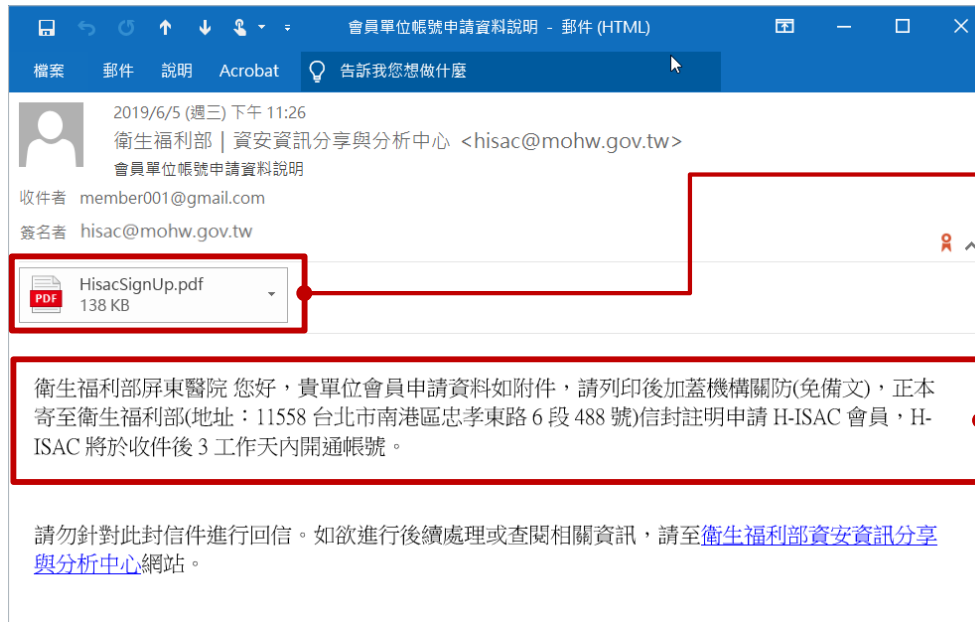 會員單位帳號申請資料說明 - 郵件 (HTML)
檔案 郵件 說明 Acrobat 告訴我您想做什麼
2019/6/5 (週三) 下午 11:26
衛生福利部 | 資安資訊分享與分析中心 <hisac@mohw.gov.tw>
會員單位帳號申請資料說明
收件者 member001@gmail.com
簽名者 hisac@mohw.gov.tw
PDF
HisacSignUp.pdf
138 KB
衛生福利部屏東醫院 您好，貴單位會員申請資料如附件，請列印後加蓋機構關防(免備文)，正本
寄至衛生福利部(地址：11558 台北市南港區忠孝東路 6 段 488 號)信封註明申請 H-ISAC 會員，H-
ISAC 將於收件後 3 工作天內開通帳號。
請勿針對此封信件進行回信。如欲進行後續處理或查閱相關資訊，請至衛生福利部資安資訊分享
與分析中心網站。